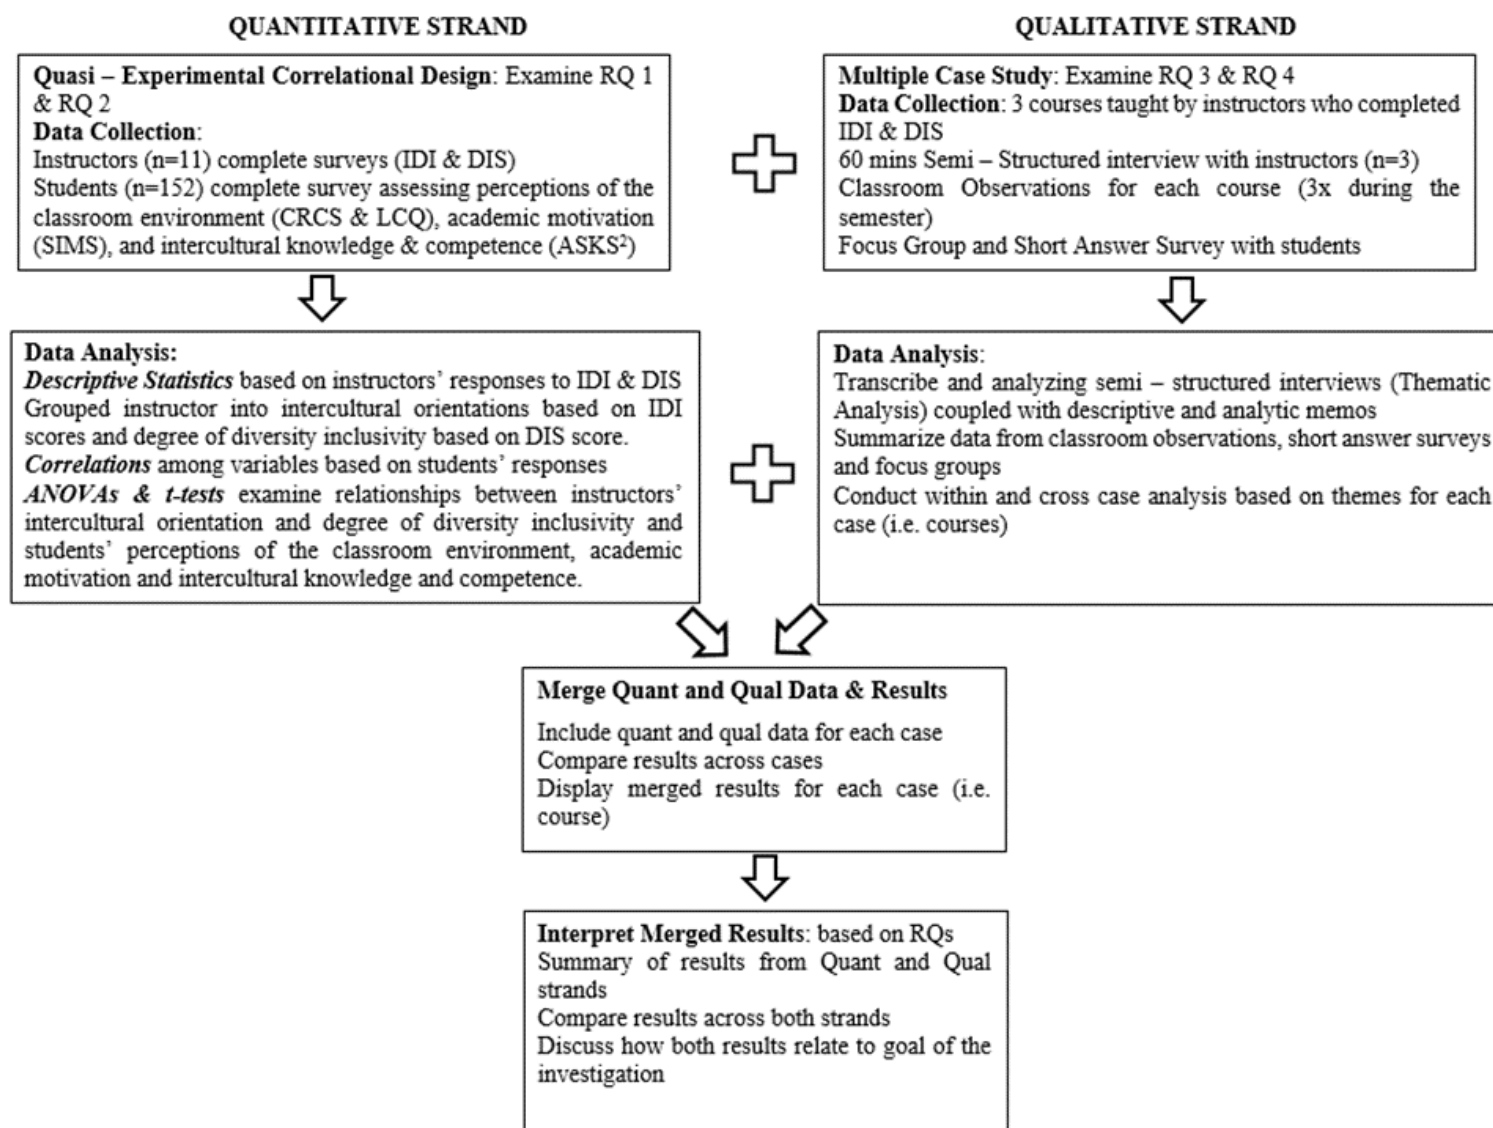 QUANTITATIVE STRAND
Quasi – Experimental Correlational Design: Examine RQ 1
& RQ 2
Data Collection:
Instructors (n=11) complete surveys (IDI & DIS)
Students (n=152) complete survey assessing perceptions of the
classroom environment (CRCS & LCQ), academic motivation
(SIMS), and intercultural knowledge & competence (ASKS²)
QUALITATIVE STRAND
Multiple Case Study: Examine RQ 3 & RQ 4
Data Collection: 3 courses taught by instructors who completed
IDI & DIS
60 mins Semi – Structured interview with instructors (n=3)
Classroom Observations for each course (3x during the
semester)
Focus Group and Short Answer Survey with students
Data Analysis:
Descriptive Statistics based on instructors’ responses to IDI & DIS
Grouped instructor into intercultural orientations based on IDI
scores and degree of diversity inclusivity based on DIS score.
Correlations among variables based on students’ responses
ANOVAs & t-tests examine relationships between instructors’
intercultural orientation and degree of diversity inclusivity and
students’ perceptions of the classroom environment, academic
motivation and intercultural knowledge and competence.
Data Analysis:
Transcribe and analyzing semi – structured interviews (Thematic
Analysis) coupled with descriptive and analytic memos
Summarize data from classroom observations, short answer surveys
and focus groups
Conduct within and cross case analysis based on themes for each
case (i.e. courses)
Merge Quant and Qual Data & Results
Include quant and qual data for each case
Compare results across cases
Display merged results for each case (i.e.
course)
Interpret Merged Results: based on RQs
Summary of results from Quant and Qual
strands
Compare results across both strands
Discuss how both results relate to goal of the
investigation